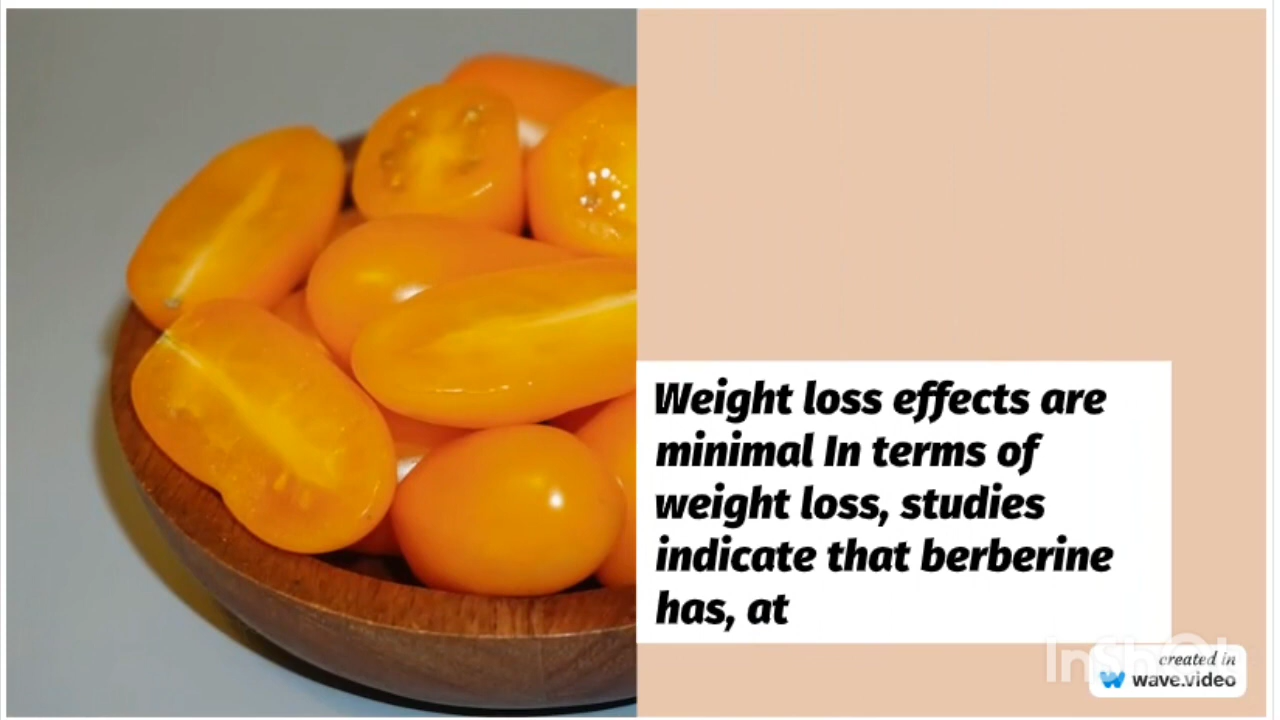 Weight loss effects are
minimal In terms of
weight loss, studies
indicate that berberine
has, at
InShOt
created in
wave.video